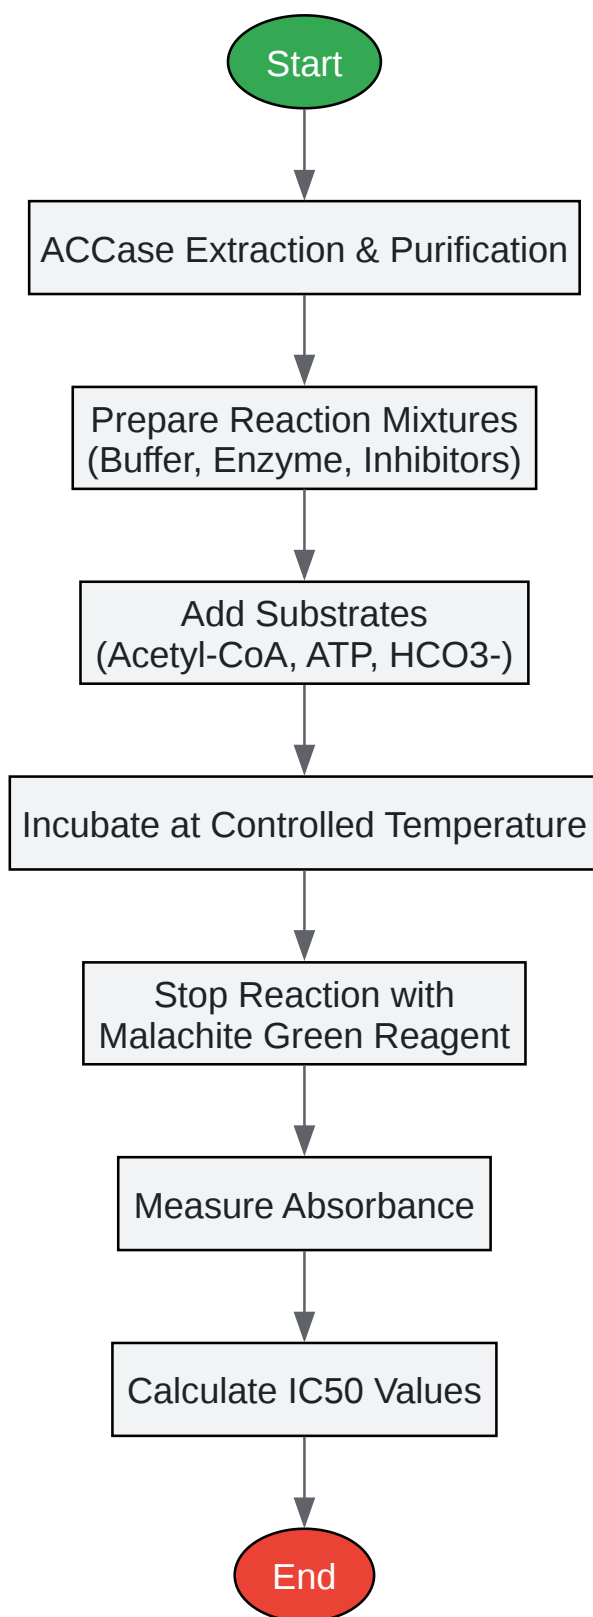 Start
ACCase Extraction & Purification
Prepare Reaction Mixtures
(Buffer, Enzyme, Inhibitors)
Add Substrates
(Acetyl-CoA, ATP, HCO3-)
Incubate at Controlled Temperature
Stop Reaction with
Malachite Green Reagent
Measure Absorbance
Calculate IC50 Values
End